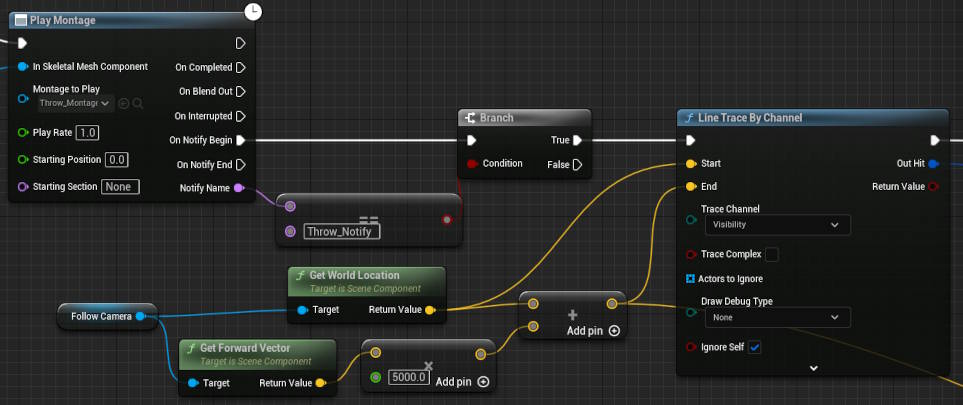 Play Montage
In Skeletal Mesh Component
On Completed
Montage to Play
Throw_Montage
On Blend Out
On Interrupted
Play Rate 1.0
On Notify Begin
Starting Position 0.0
On Notify End
Starting Section None
Notify Name
Branch
True
Condition
False
==
Throw_Notify
Line Trace By Channel
Start
Out Hit
End
Return Value
Trace Channel
Visibility
Trace Complex
Actors to Ignore
Draw Debug Type
None
Ignore Self
f Get World Location
Target is Scene Component
Target
Return Value
Follow Camera
+
Add pin
f Get Forward Vector
Target is Scene Component
Target
Return Value
×
5000.0
Add pin